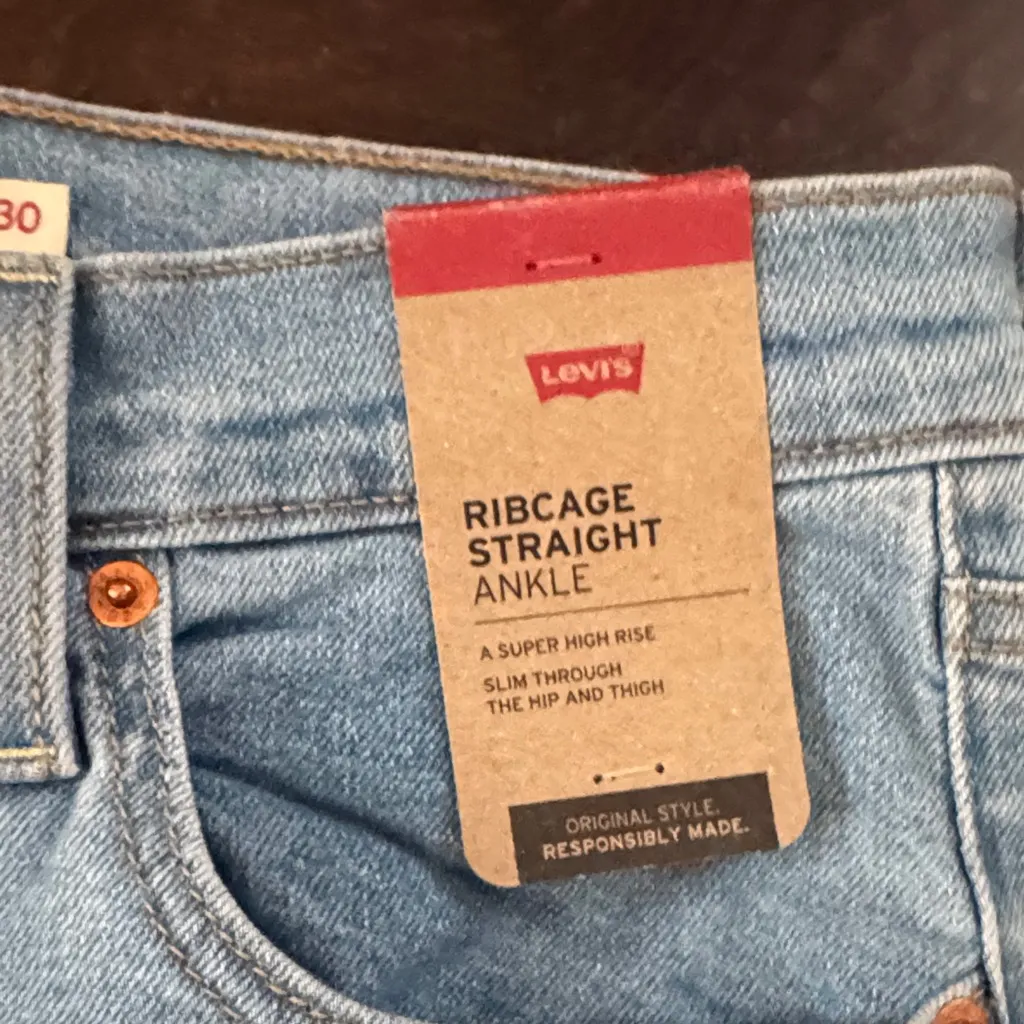 30
Levi's
RIBCAGE
STRAIGHT
ANKLE
A SUPER HIGH RISE
SLIM THROUGH
THE HIP AND THIGH
ORIGINAL STYLE.
RESPONSIBLY MADE.